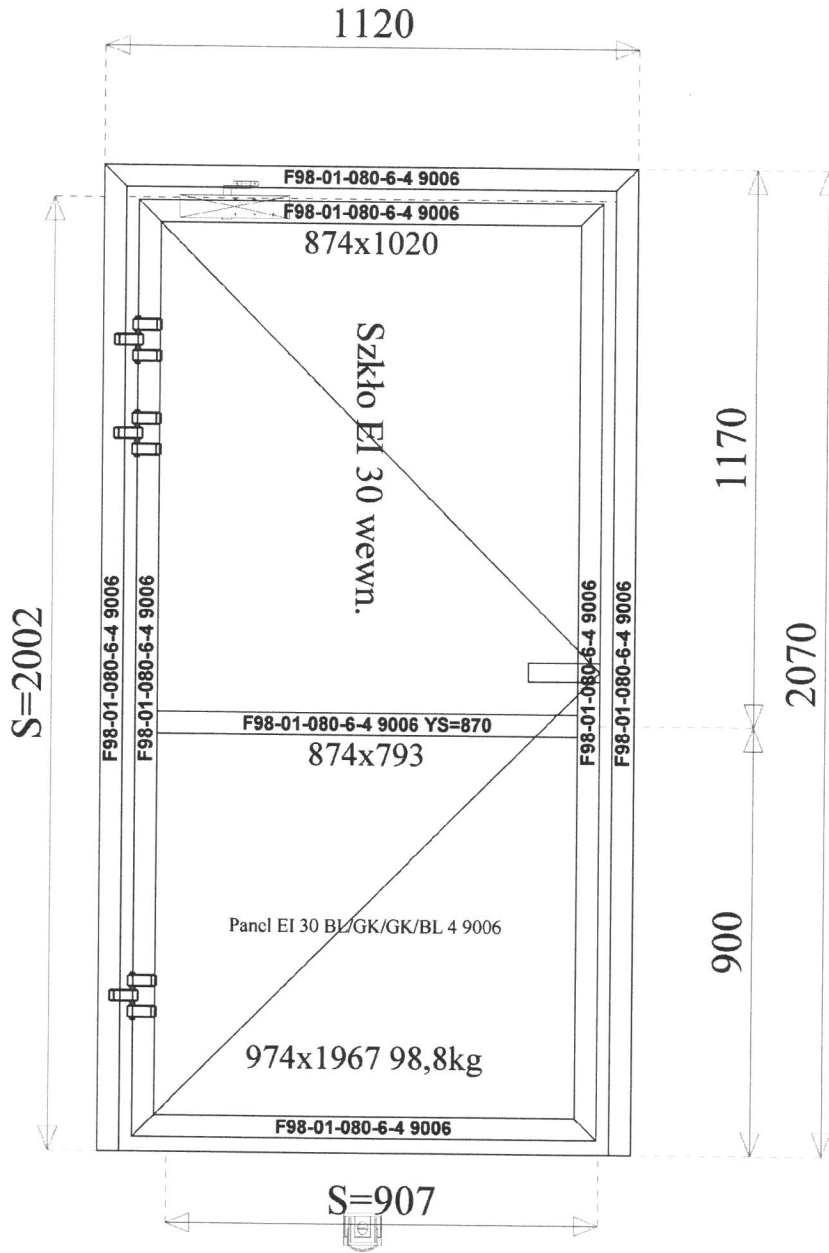 1120
F98-01-080-6-4 9006
F98-01-080-6-4 9006
874x1020
Szkło EI 30 wewn.
1170
S=2002
F98-01-080-6-4 9006
F98-01-080-6-4 9006
F98-01-080-6-4 9006
F98-01-080-6-4 9006
2070
F98-01-080-6-4 9006 YS=870
874x793
Panel EI 30 BL/GK/GK/BL 4 9006
900
974x1967 98,8kg
F98-01-080-6-4 9006
S=907